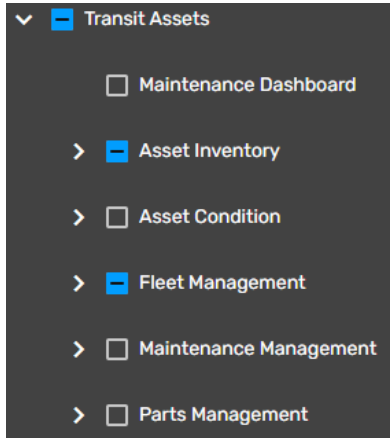 Transit Assets
Maintenance Dashboard
Asset Inventory
Asset Condition
Fleet Management
Maintenance Management
Parts Management